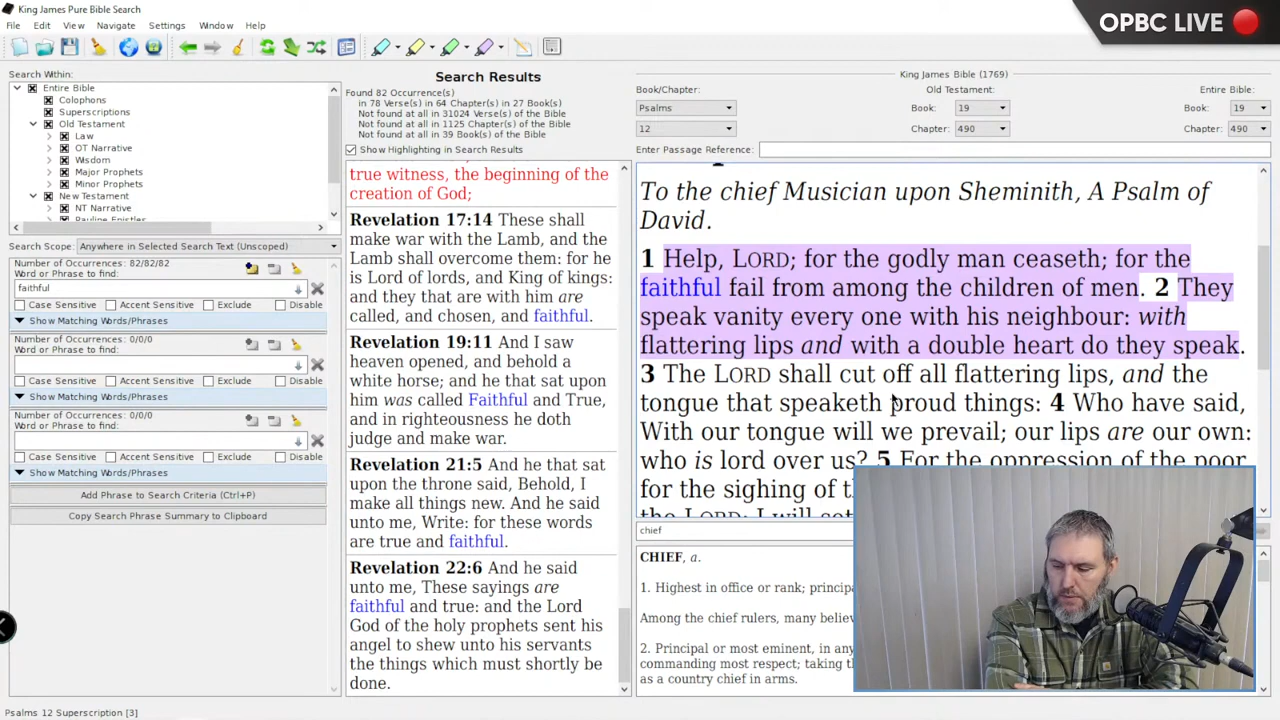 King James Pure Bible Search
File Edit View Navigate Settings Window Help
OPBC LIVE
Search Within:
Entire Bible
Colophons
Superscriptions
Old Testament
Law
OT Narrative
Wisdom
Major Prophets
Minor Prophets
New Testament
NT Narrative
Pauline Epistles
Search Scope: Anywhere in Selected Search Text (Unscoped)
Number of Occurrences: 82/82/82
Word or Phrase to find:
faithful
Case Sensitive Accent Sensitive Exclude Disable
Show Matching Words/Phrases
Number of Occurrences: 0/0/0
Word or Phrase to find:
Case Sensitive Accent Sensitive Exclude Disable
Show Matching Words/Phrases
Number of Occurrences: 0/0/0
Word or Phrase to find:
Case Sensitive Accent Sensitive Exclude Disable
Show Matching Words/Phrases
Add Phrase to Search Criteria (Ctrl+P)
Copy Search Phrase Summary to Clipboard
Search Results
Found 82 Occurrence(s)
in 78 Verse(s) in 64 Chapter(s) in 27 Book(s)
Not found at all in 31024 Verse(s) of the Bible
Not found at all in 1125 Chapter(s) of the Bible
Not found at all in 39 Book(s) of the Bible
Show Highlighting in Search Results
true witness, the beginning of the
creation of God;
Revelation 17:14 These shall
make war with the Lamb, and the
Lamb shall overcome them: for he
is Lord of lords, and King of kings:
and they that are with him are
called, and chosen, and faithful.
Revelation 19:11 And I saw
heaven opened, and behold a
white horse; and he that sat upon
him was called Faithful and True,
and in righteousness he doth
judge and make war.
Revelation 21:5 And he that sat
upon the throne said, Behold, I
make all things new. And he said
unto me, Write: for these words
are true and faithful.
Revelation 22:6 And he said
unto me, These sayings are
faithful and true: and the Lord
God of the holy prophets sent his
angel to shew unto his servants
the things which must shortly be
done.
King James Bible (1769)
Book/Chapter: Old Testament: Entire Bible:
Psalms Book: 19 Book: 19
12 Chapter: 490 Chapter: 490
Enter Passage Reference:
To the chief Musician upon Sheminith, A Psalm of
David.
1 Help, LORD; for the godly man ceaseth; for the
faithful fail from among the children of men. 2 They
speak vanity every one with his neighbour: with
flattering lips and with a double heart do they speak.
3 The LORD shall cut off all flattering lips, and the
tongue that speaketh proud things: 4 Who have said,
With our tongue will we prevail; our lips are our own:
who is lord over us? 5 For the oppression of the poor,
for the sighing of
chief
CHIEF, a.
1. Highest in office or rank;
Among the chief rulers, many
2. Principal or most eminent, in any
commanding most respect; taking
as a country chief in arms.
Psalms 12 Superscription [3]